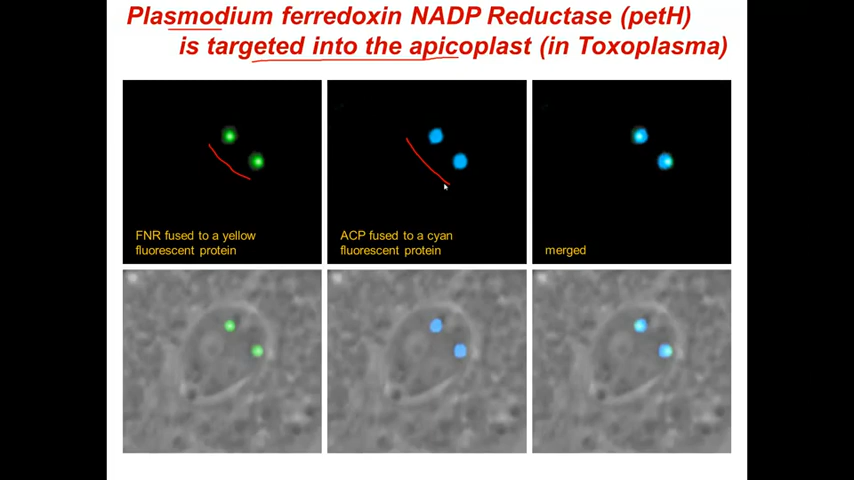 Plasmodium ferredoxin NADP Reductase (petH)
is targeted into the apicoplast (in Toxoplasma)
FNR fused to a yellow
fluorescent protein
ACP fused to a cyan
fluorescent protein
merged